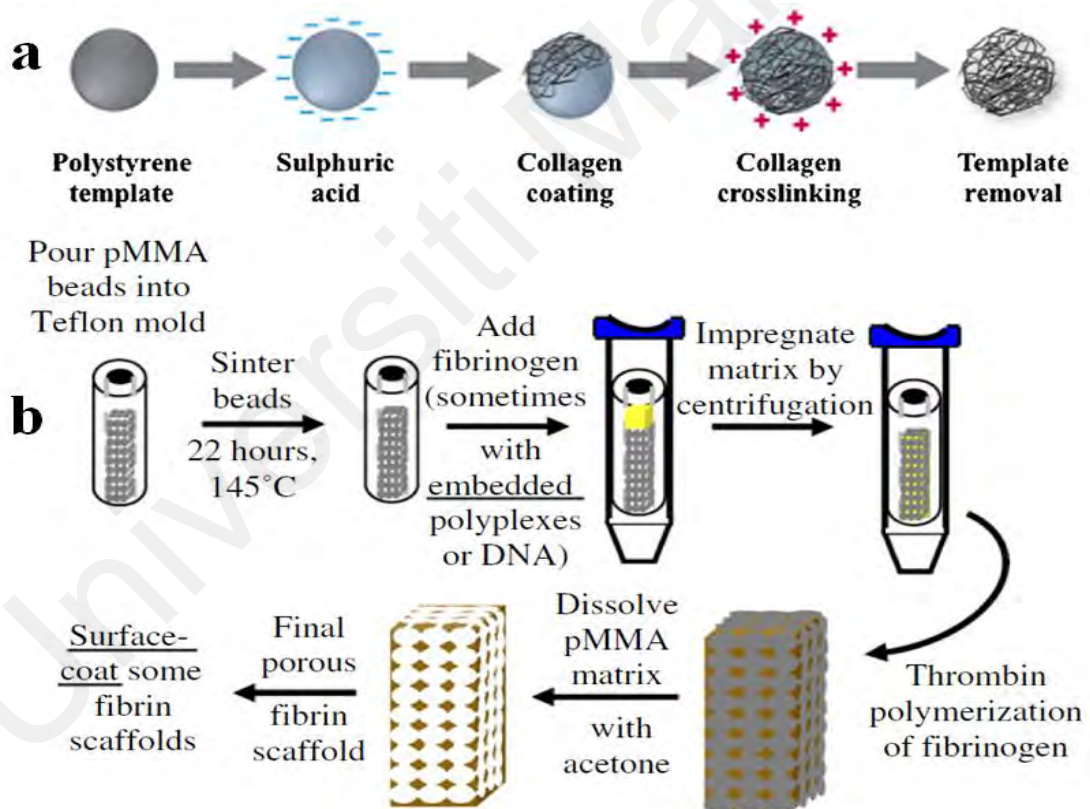 a
Polystyrene
template
Sulphuric
acid
Collagen
coating
Collagen
crosslinking
Template
removal
b
Pour pMMA
beads into
Teflon mold
Sinter
beads
22 hours,
145°C
Add
fibrinogen
(sometimes
with
embedded
polyplexes
or DNA)
Impregnate
matrix by
centrifugation
Thrombin
polymerization
of fibrinogen
Dissolve
pMMA
matrix
with
acetone
Final
porous
fibrin
scaffold
Surface-
coat some
fibrin
scaffolds
Universiti